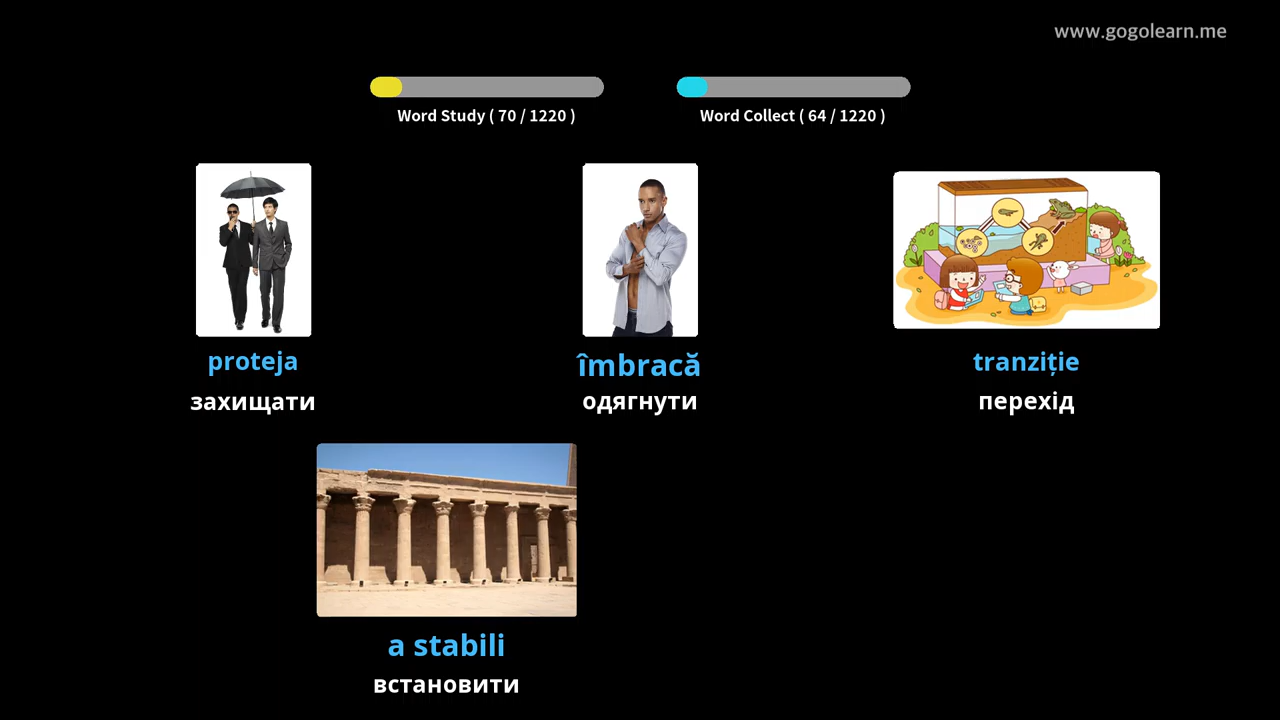 www.gogolearn.me
Word Study ( 70 / 1220 )
Word Collect ( 64 / 1220 )
proteja
захищати
îmbracă
одягнути
tranziție
перехід
a stabili
встановити